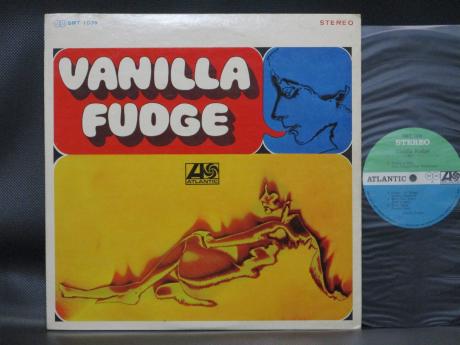 SMT 1039
STEREO
VANILLA
FUDGE
ATLANTIC
STEREO
Vanilla Fudge
ATLANTIC